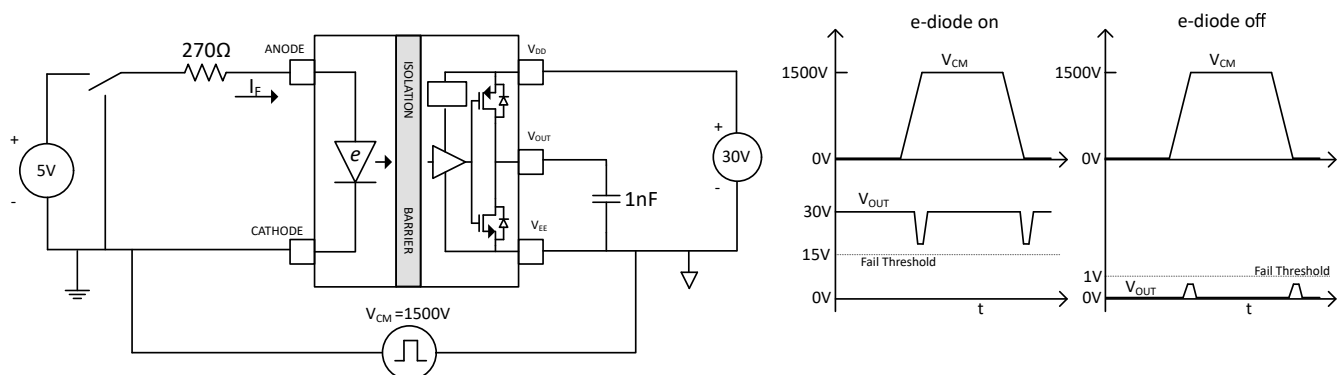 270Ω
ANODE
I_F
+
5V
-
CATHODE
e
ISOLATION
BARRIER
V_DD
V_OUT
V_EE
1nF
+
30V
-
V_CM =1500V
e-diode on
1500V
V_CM
0V
30V
V_OUT
15V
Fail Threshold
0V
t
e-diode off
1500V
V_CM
0V
1V
Fail Threshold
V_OUT
0V
t